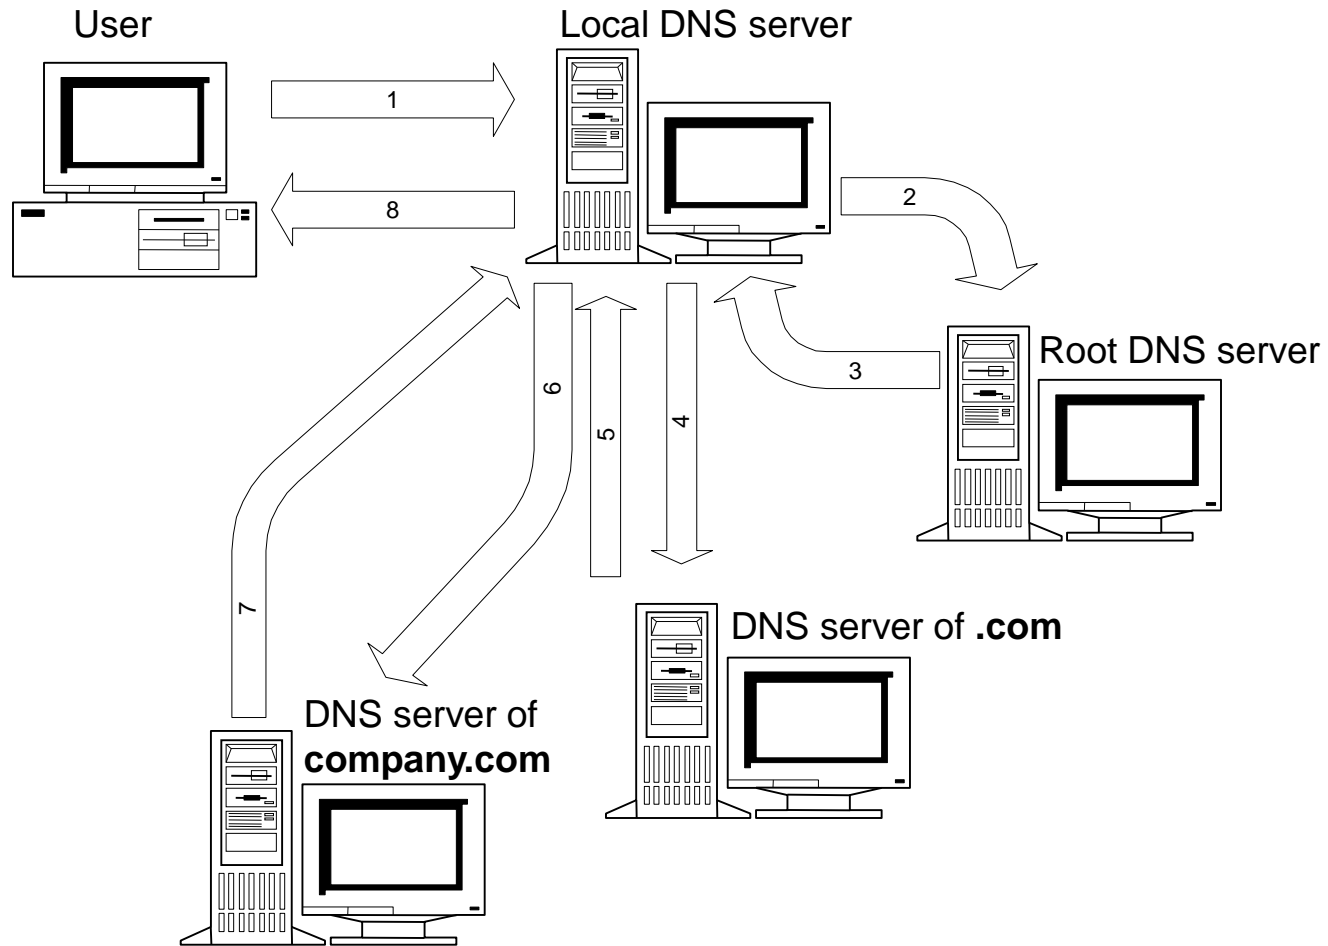 User
Local DNS server
1
8
2
3
Root DNS server
6
5
4
7
DNS server of .com
DNS server of
company.com